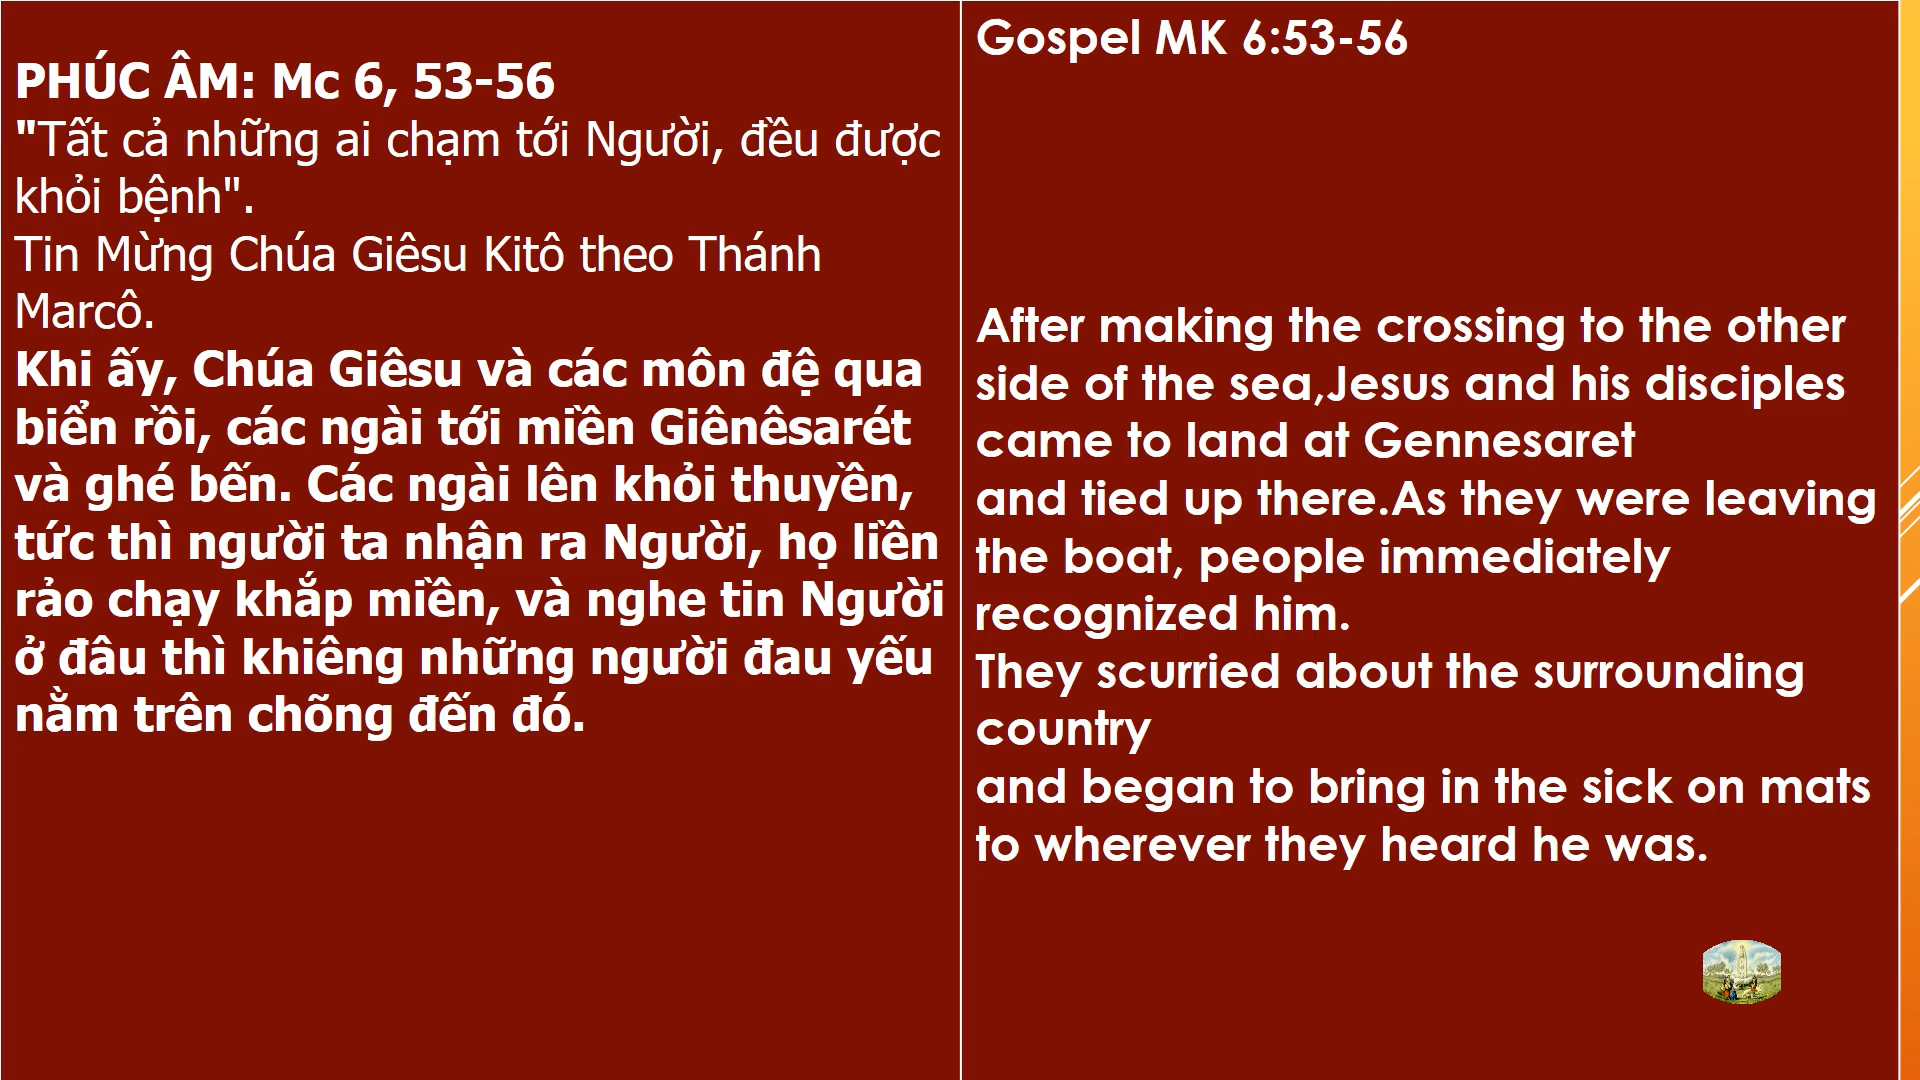 PHÚC ÂM: Mc 6, 53-56
"Tất cả những ai chạm tới Người, đều được
khỏi bệnh".
Tin Mừng Chúa Giêsu Kitô theo Thánh
Marcô.
Khi ấy, Chúa Giêsu và các môn đệ qua
biển rồi, các ngài tới miền Giênêsarét
và ghé bến. Các ngài lên khỏi thuyền,
tức thì người ta nhận ra Người, họ liền
rảo chạy khắp miền, và nghe tin Người
ở đâu thì khiêng những người đau yếu
nằm trên chõng đến đó.
Gospel MK 6:53-56
After making the crossing to the other
side of the sea,Jesus and his disciples
came to land at Gennesaret
and tied up there.As they were leaving
the boat, people immediately
recognized him.
They scurried about the surrounding
country
and began to bring in the sick on mats
to wherever they heard he was.